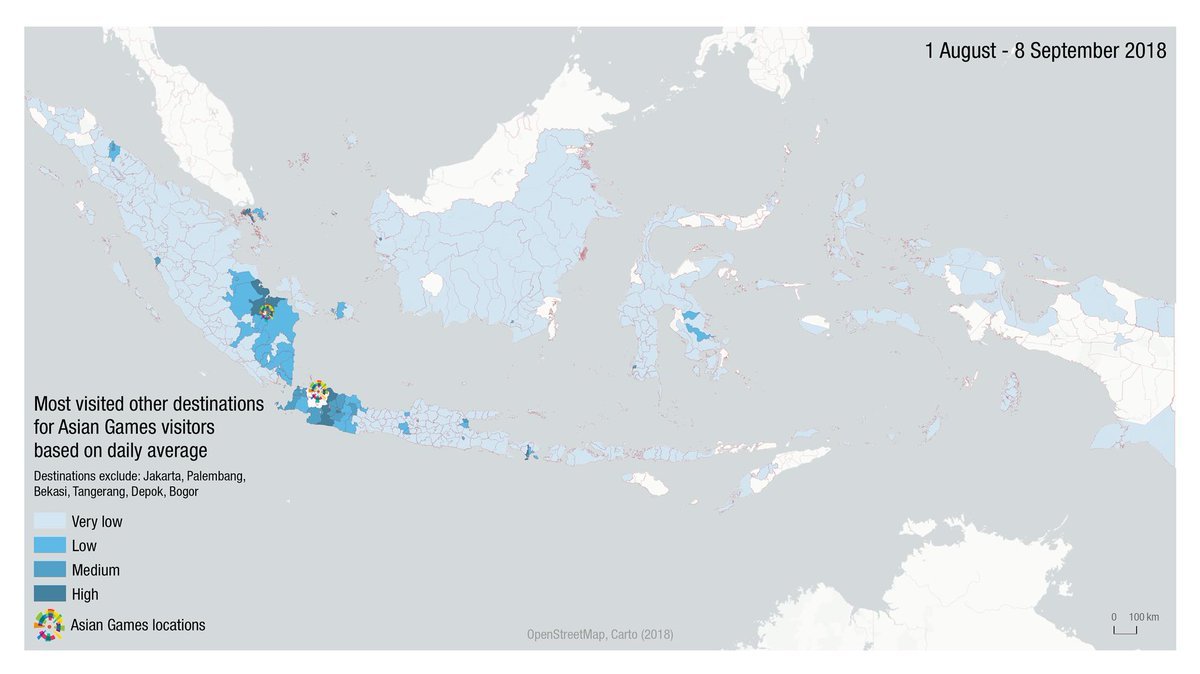 1 August - 8 September 2018
Most visited other destinations
for Asian Games visitors
based on daily average
Destinations exclude: Jakarta, Palembang,
Bekasi, Tangerang, Depok, Bogor
Very low
Low
Medium
High
Asian Games locations
OpenStreetMap, Carto (2018)
0 100 km